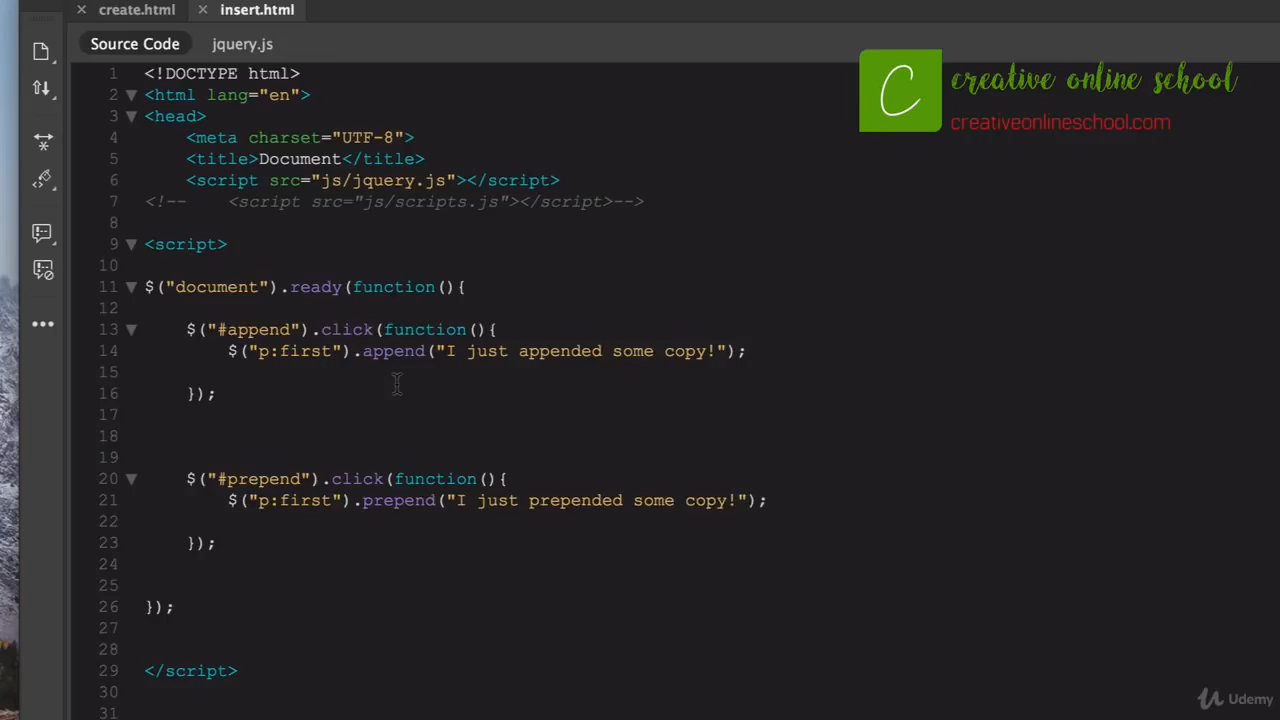 × create.html × insert.html
Source Code jquery.js
1 <!DOCTYPE html>
2 ▼ <html lang="en">
3 ▼ <head>
4 <meta charset="UTF-8">
5 <title>Document</title>
6 <script src="js/jquery.js"></script>
7 <!-- <script src="js/scripts.js"></script>-->
8
9 ▼ <script>
10
11 ▼ $("document").ready(function(){
12
13 ▼ $("#append").click(function(){
14 $("p:first").append("I just appended some copy!");
15
16 });
17
18
19
20 ▼ $("#prepend").click(function(){
21 $("p:first").prepend("I just prepended some copy!");
22
23 });
24
25
26 });
27
28
29 </script>
30
31
C creative online school
creativeonlineschool.com
Udemy